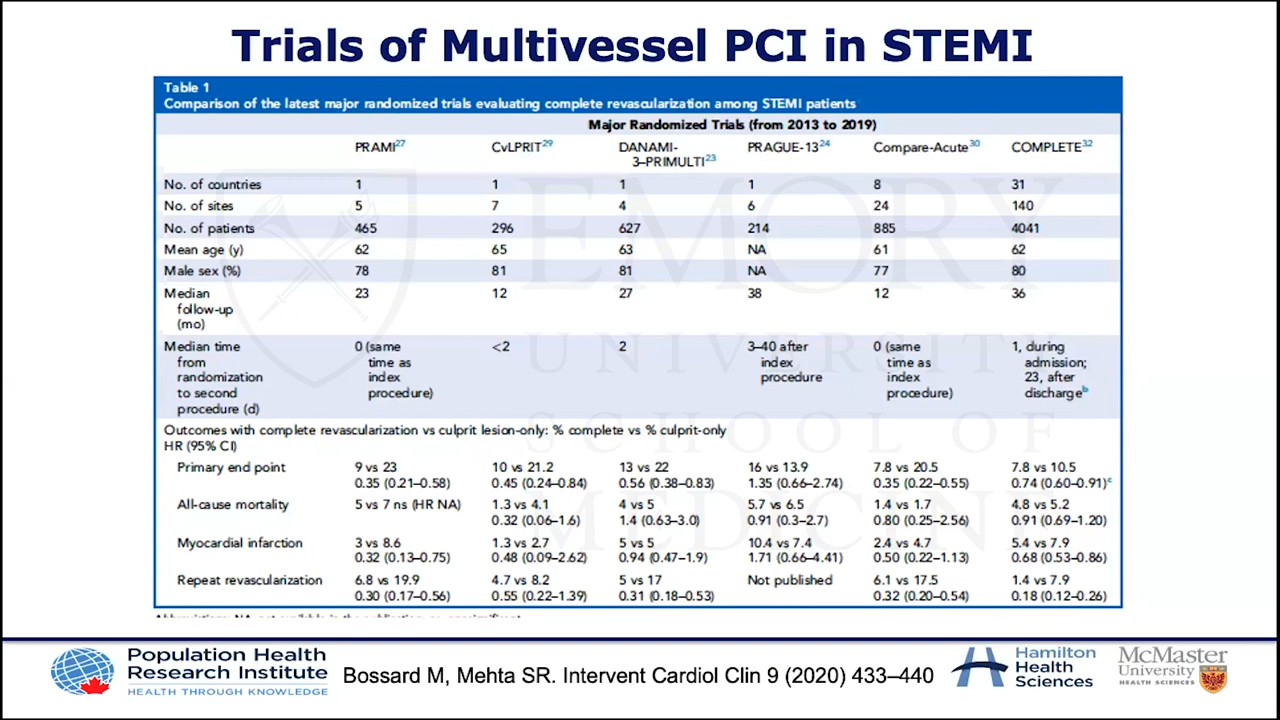 Trials of Multivessel PCI in STEMI
Table 1
Comparison of the latest major randomized trials evaluating complete revascularization among STEMI patients
Major Randomized Trials (from 2013 to 2019)
PRAMI27 CvLPRIT29 DANAMI-3–PRIMULTI23 PRAGUE-1324 Compare-Acute30 COMPLETE32
No. of countries 1 1 1 1 8 31
No. of sites 5 7 4 6 24 140
No. of patients 465 296 627 214 885 4041
Mean age (y) 62 65 63 NA 61 62
Male sex (%) 78 81 81 NA 77 80
Median follow-up (mo) 23 12 27 38 12 36
Median time from randomization to second procedure (d) 0 (same time as index procedure) <2 2 3–40 after index procedure 0 (same time as index procedure) 1, during admission; 23, after dischargeb
Outcomes with complete revascularization vs culprit lesion-only: % complete vs % culprit-only
HR (95% CI)
Primary end point 9 vs 23 10 vs 21.2 13 vs 22 16 vs 13.9 7.8 vs 20.5 7.8 vs 10.5
0.35 (0.21–0.58) 0.45 (0.24–0.84) 0.56 (0.38–0.83) 1.35 (0.66–2.74) 0.35 (0.22–0.55) 0.74 (0.60–0.91)c
All-cause mortality 5 vs 7 ns (HR NA) 1.3 vs 4.1 4 vs 5 5.7 vs 6.5 1.4 vs 1.7 4.8 vs 5.2
0.32 (0.06–1.6) 1.4 (0.63–3.0) 0.91 (0.3–2.7) 0.80 (0.25–2.56) 0.91 (0.69–1.20)
Myocardial infarction 3 vs 8.6 1.3 vs 2.7 5 vs 5 10.4 vs 7.4 2.4 vs 4.7 5.4 vs 7.9
0.32 (0.13–0.75) 0.48 (0.09–2.62) 0.94 (0.47–1.9) 1.71 (0.66–4.41) 0.50 (0.22–1.13) 0.68 (0.53–0.86)
Repeat revascularization 6.8 vs 19.9 4.7 vs 8.2 5 vs 17 Not published 6.1 vs 17.5 1.4 vs 7.9
0.30 (0.17–0.56) 0.55 (0.22–1.39) 0.31 (0.18–0.53) 0.32 (0.20–0.54) 0.18 (0.12–0.26)
EMORY
UNIVERSITY
SCHOOL OF
MEDICINE
Population Health
Research Institute
HEALTH THROUGH KNOWLEDGE
Bossard M, Mehta SR. Intervent Cardiol Clin 9 (2020) 433–440
Hamilton
Health
Sciences
McMaster
University
HEALTH SCIENCES